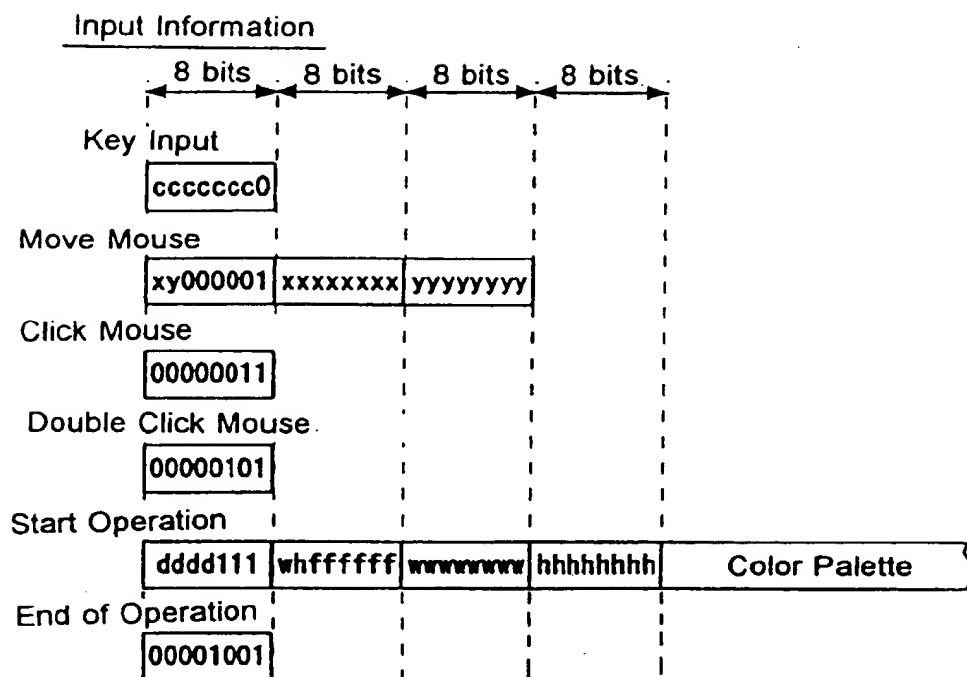 Input Information
8 bits 8 bits 8 bits 8 bits
Key Input
ccccccc0
Move Mouse
xy000001 xxxxxxxx yyyyyyyy
Click Mouse
00000011
Double Click Mouse
00000101
Start Operation
dddd111 whffffff wwwwwwww hhhhhhhh Color Palette
End of Operation
00001001